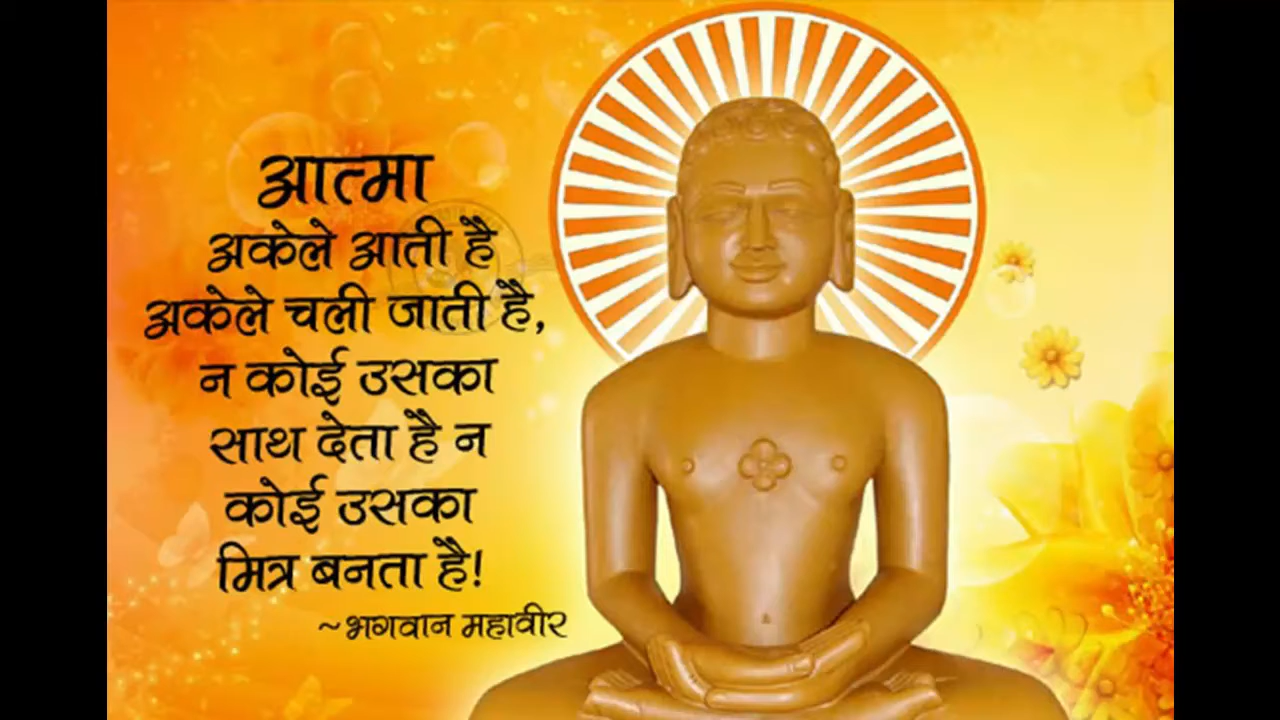 आत्मा
अकेले आती है
अकेले चली जाती है,
न कोई उसका
साथ देता है न
कोई उसका
मित्र बनता है!
~भगवान महावीर